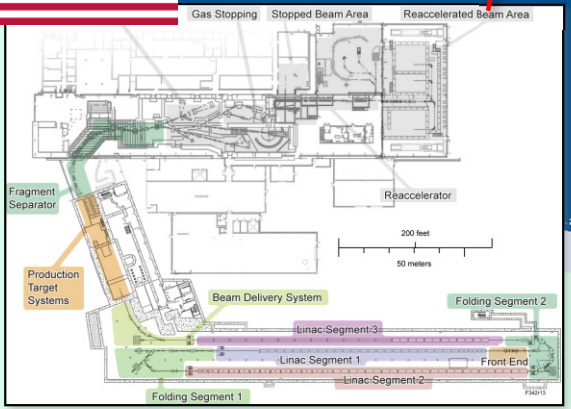 Gas Stopping
Stopped Beam Area
Reaccelerated Beam Area
Fragment
Separator
Reaccelerator
200 feet
50 meters
Production
Target
Systems
Beam Delivery System
Folding Segment 2
Linac Segment 3
Linac Segment 1
Front End
Linac Segment 2
Folding Segment 1
F342r13